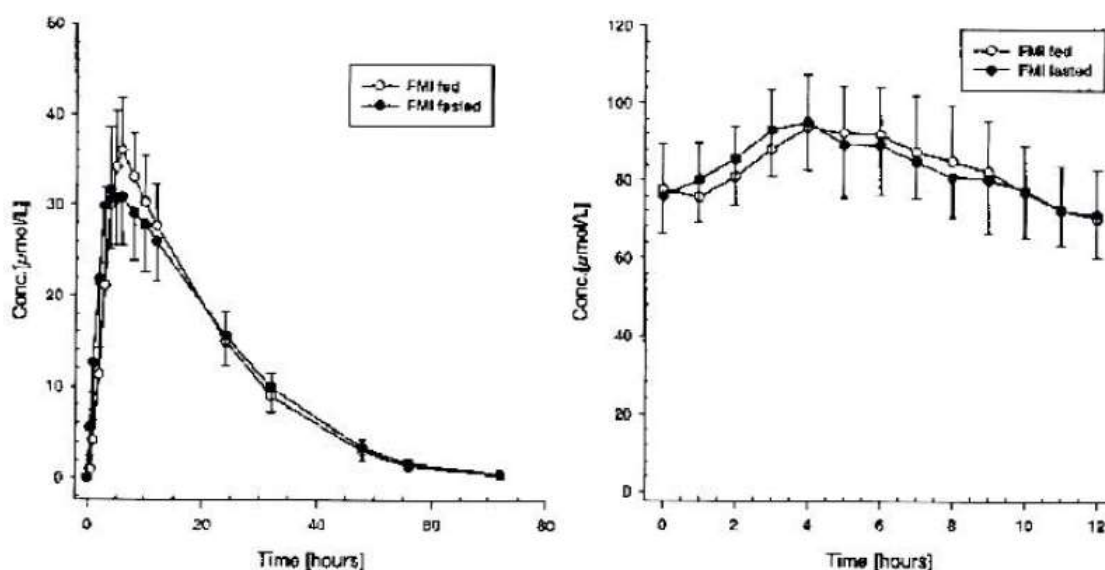 50
40
30
20
10
0
Conc.[μmol/L]
0 20 40 60 80
Time [hours]
FMI fed
FMI fasted
120
100
80
60
40
20
0
Conc.[μmol/L]
0 2 4 6 8 10 12
Time [hours]
FMI fed
FMI fasted